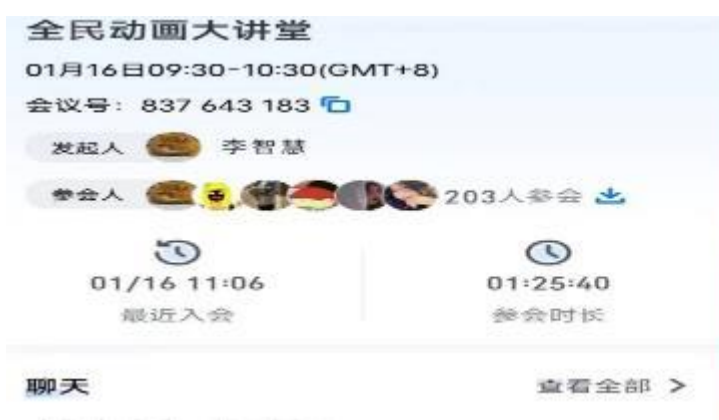 全民动画大讲堂
01月16日09:30-10:30(GMT+8)
会议号：837 643 183
发起人 李智慧
参会人 203人参会
01/16 11:06
01:25:40
最近入会
参会时长
聊天 查看全部 >